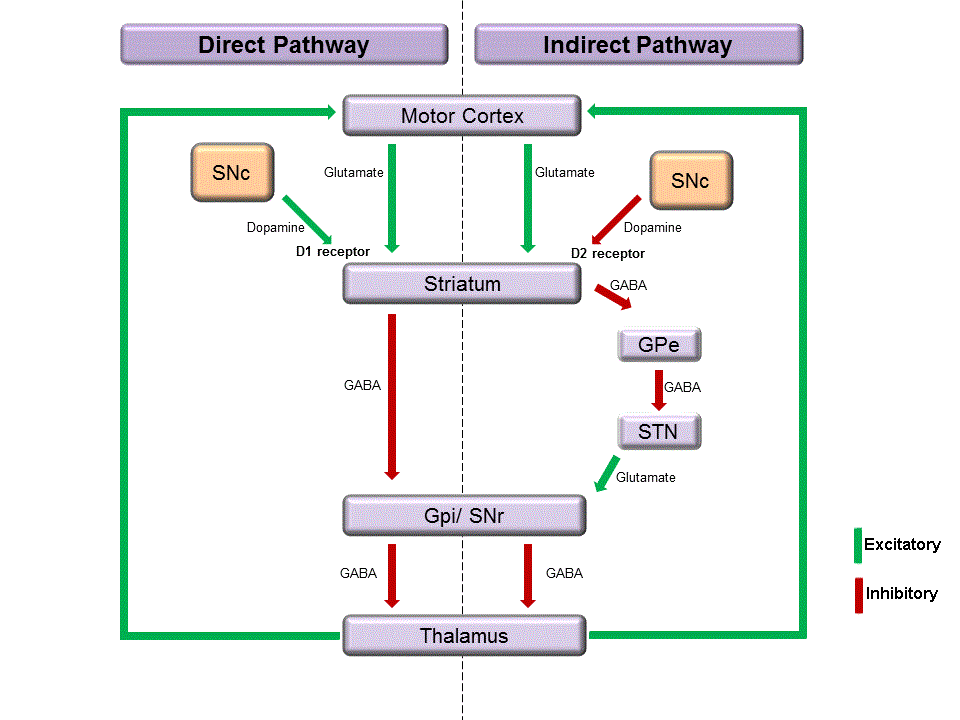 Direct Pathway
Indirect Pathway
Motor Cortex
SNc
Glutamate
Glutamate
SNc
Dopamine
Dopamine
D1 receptor
D2 receptor
Striatum
GABA
GPe
GABA
GABA
STN
Glutamate
Gpi/ SNr
Excitatory
GABA
GABA
Inhibitory
Thalamus